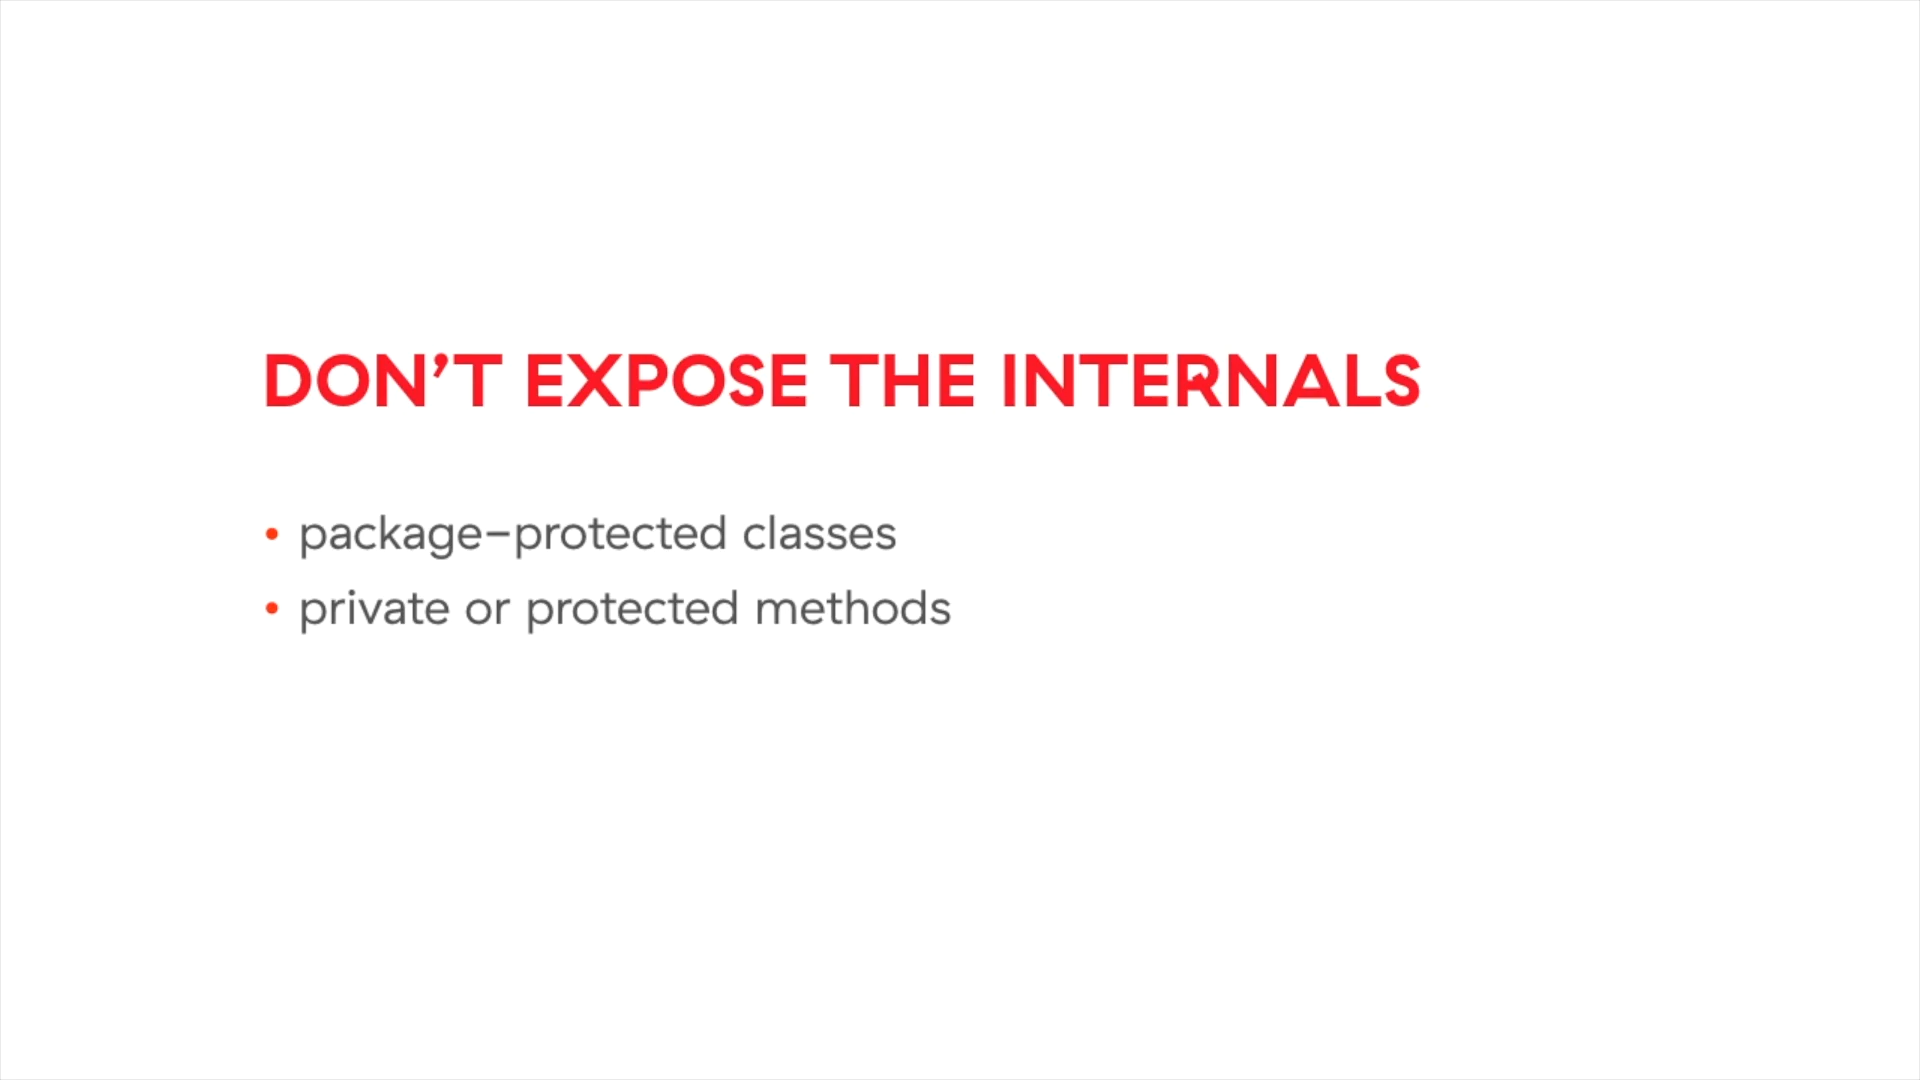 DON’T EXPOSE THE INTERNALS
• package-protected classes
• private or protected methods